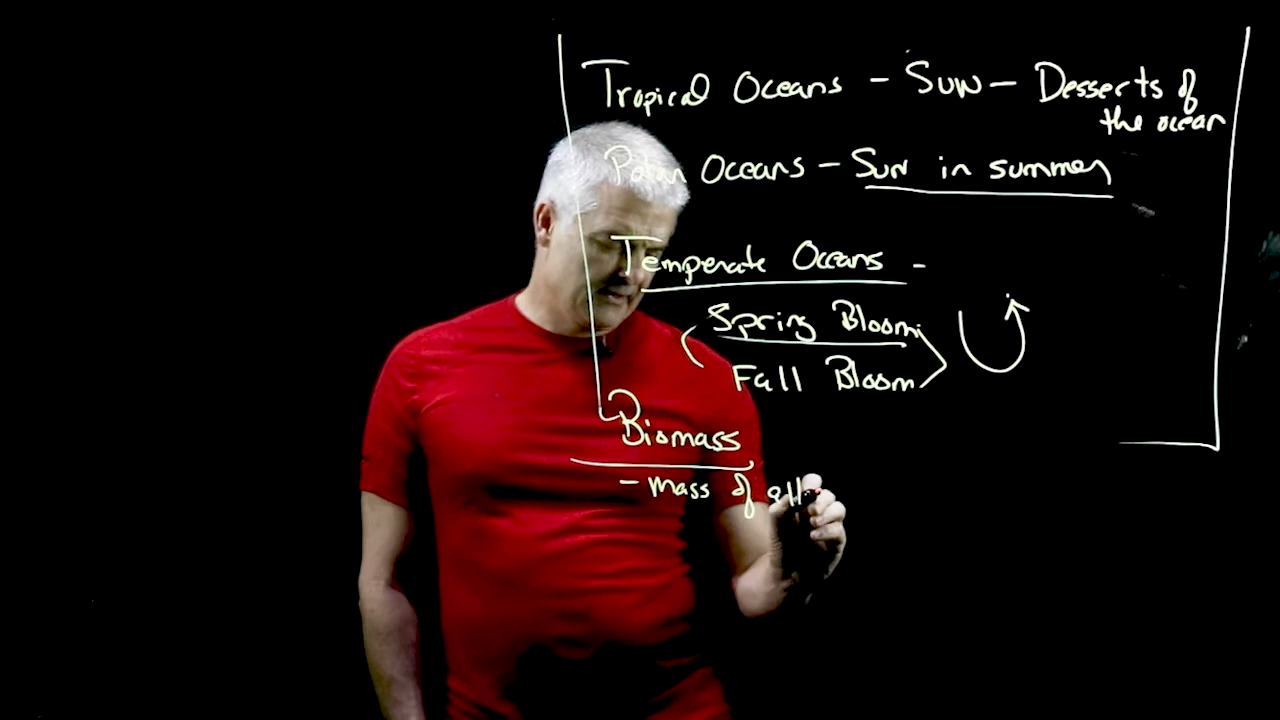 Tropical Oceans - Sun - Desserts of
the ocean
Polar Oceans - Sun in summer
Temperate Oceans -
Spring Bloom
Fall Bloom
Biomass
- mass of all